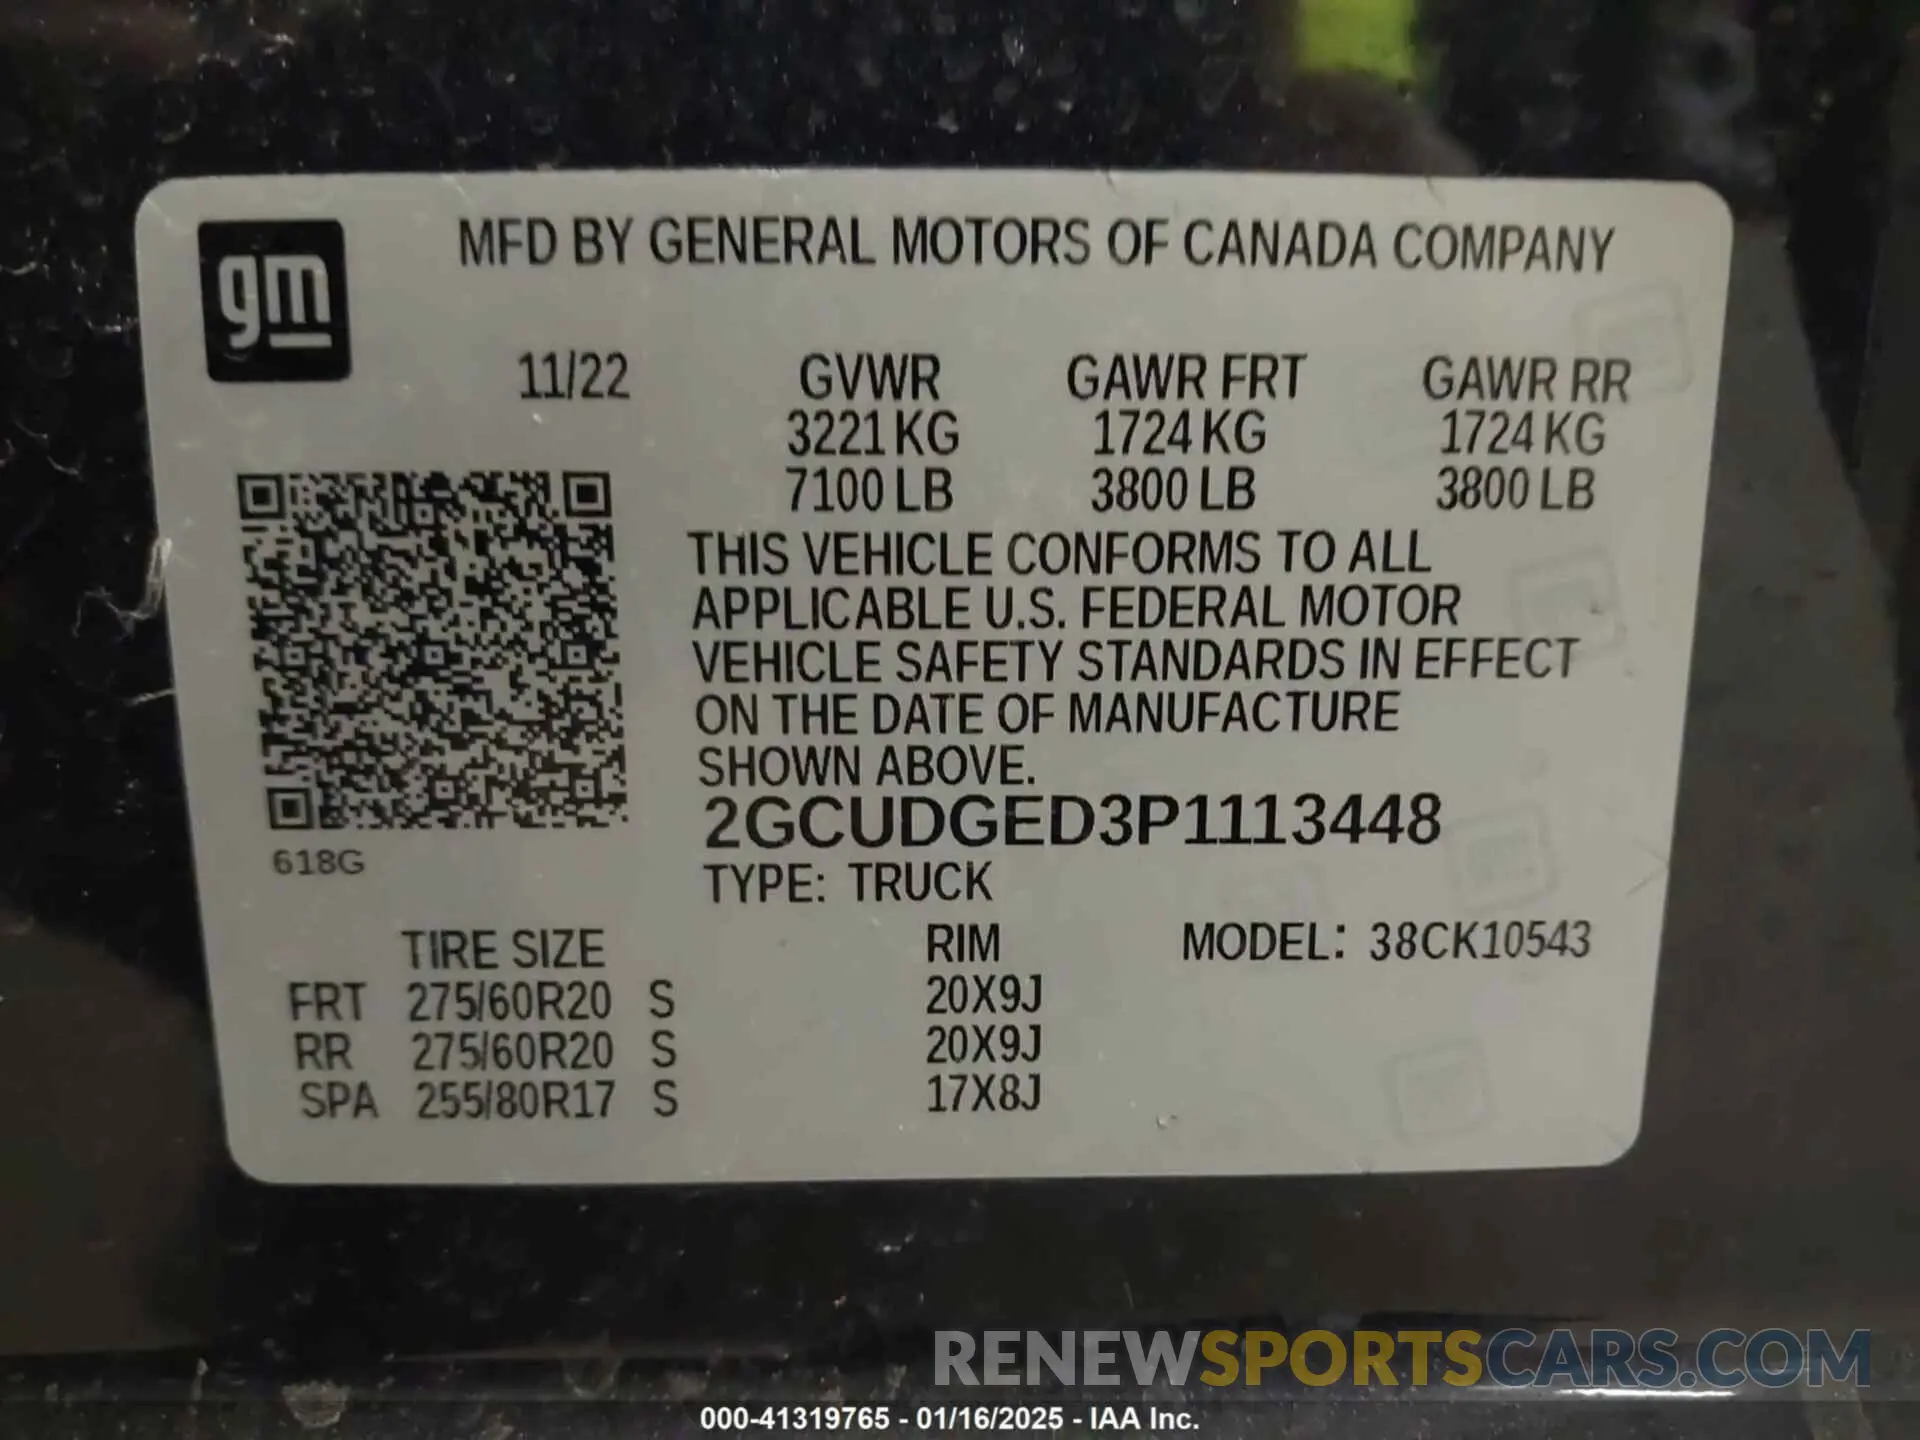 gm
MFD BY GENERAL MOTORS OF CANADA COMPANY
11/22 GVWR GAWR FRT GAWR RR
3221 KG 1724 KG 1724 KG
7100 LB 3800 LB 3800 LB
THIS VEHICLE CONFORMS TO ALL
APPLICABLE U.S. FEDERAL MOTOR
VEHICLE SAFETY STANDARDS IN EFFECT
ON THE DATE OF MANUFACTURE
SHOWN ABOVE.
2GCUDGED3P1113448
618G
TYPE: TRUCK
TIRE SIZE RIM MODEL: 38CK10543
FRT 275/60R20 S 20X9J
RR 275/60R20 S 20X9J
SPA 255/80R17 S 17X8J
RENEWSPORTSCARS.COM
000-41319765 - 01/16/2025 - IAA Inc.